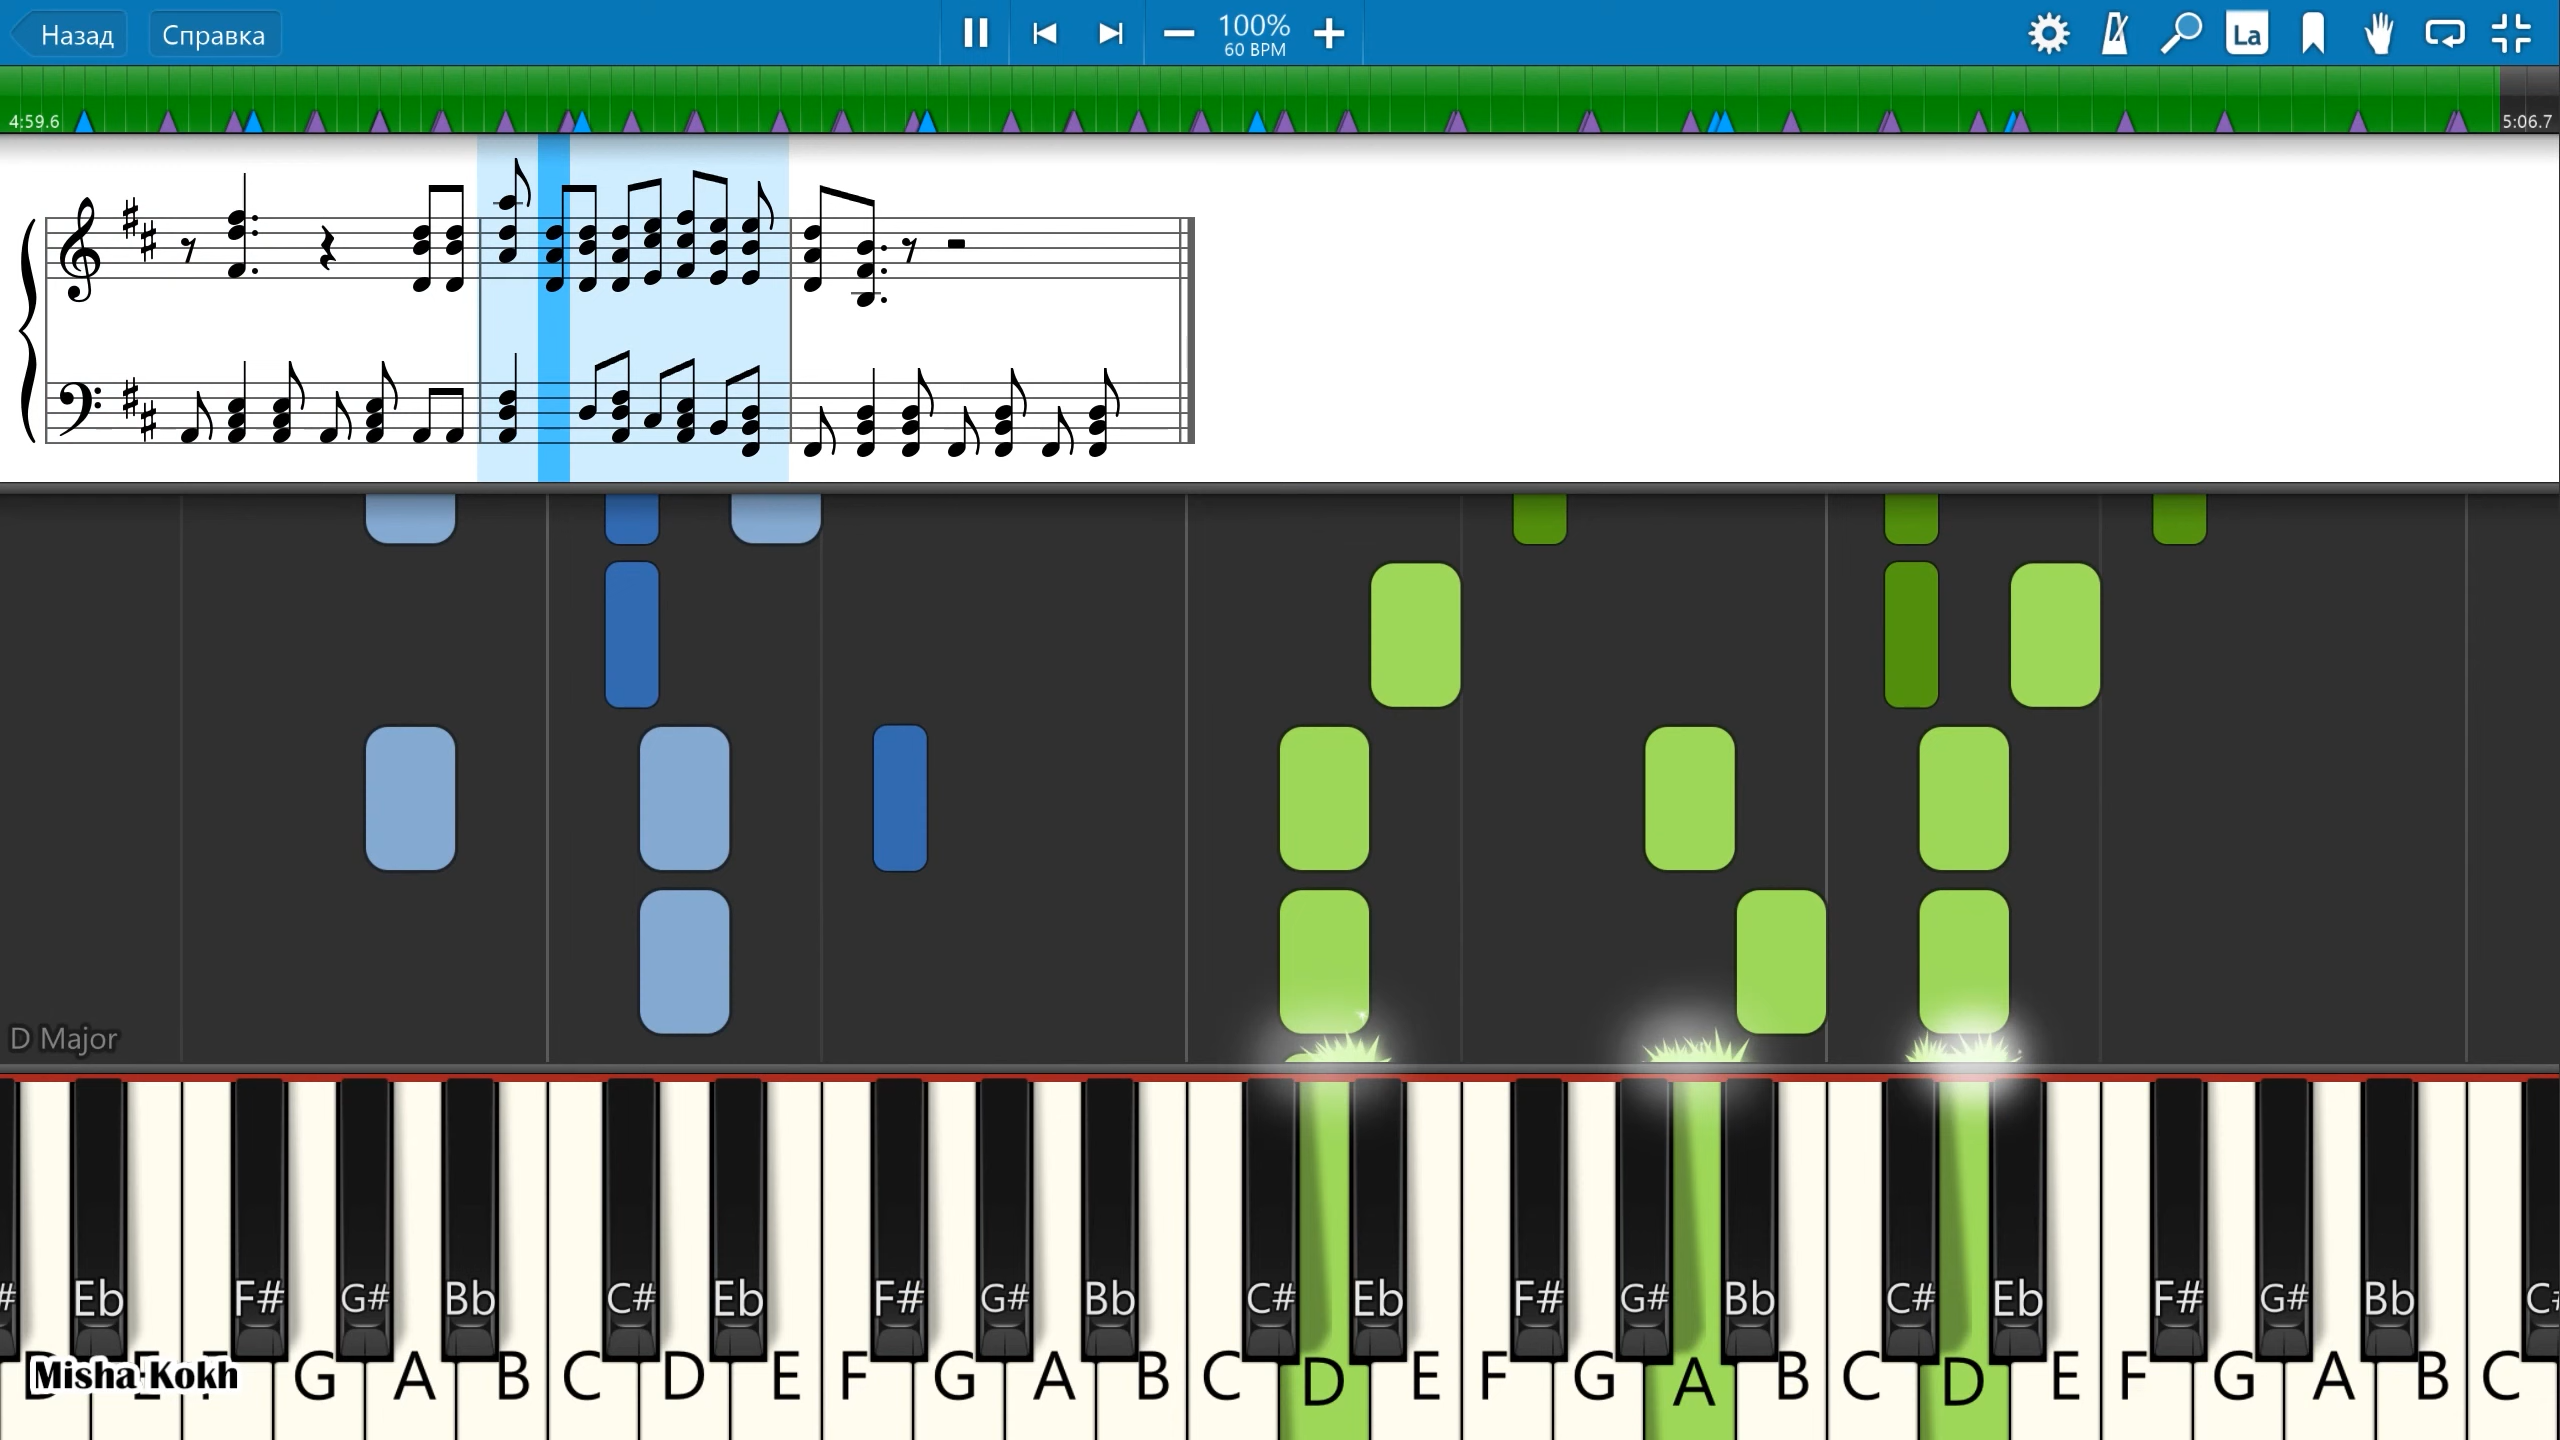 Назад Справка 100% La
60 BPM
4:59.6 5:06.7
D Major
# Eb F# G# Bb C# Eb F# G# Bb C# Eb F# G# Bb C# Eb F# G# Bb C#
Misha Kokh G A B C D E F G A B C D E F G A B C D E F G A B C